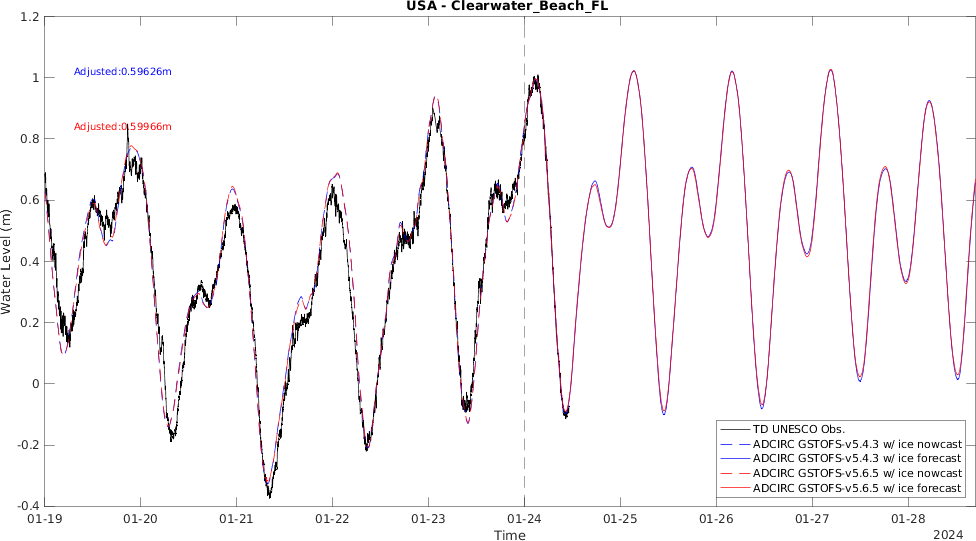 USA - Clearwater_Beach_FL
1.2
1
0.8
0.6
0.4
0.2
0
-0.2
-0.4
Water Level (m)
Adjusted:0.59626m
Adjusted:0.59966m
TD UNESCO Obs.
ADCIRC GSTOFS-v5.4.3 w/ ice nowcast
ADCIRC GSTOFS-v5.4.3 w/ ice forecast
ADCIRC GSTOFS-v5.6.5 w/ ice nowcast
ADCIRC GSTOFS-v5.6.5 w/ ice forecast
01-19 01-20 01-21 01-22 01-23 01-24 01-25 01-26 01-27 01-28
Time
2024